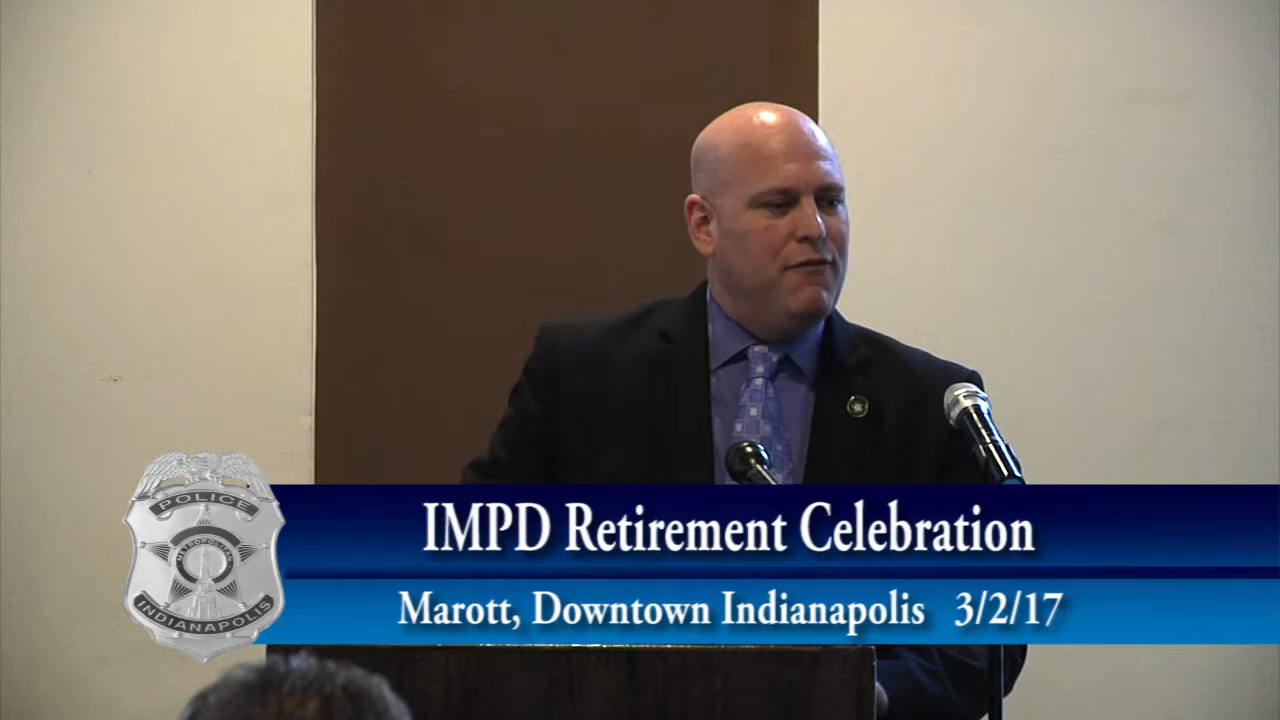 IMPD Retirement Celebration
Marott, Downtown Indianapolis 3/2/17
POLICE
METROPOLITAN
INDIANAPOLIS